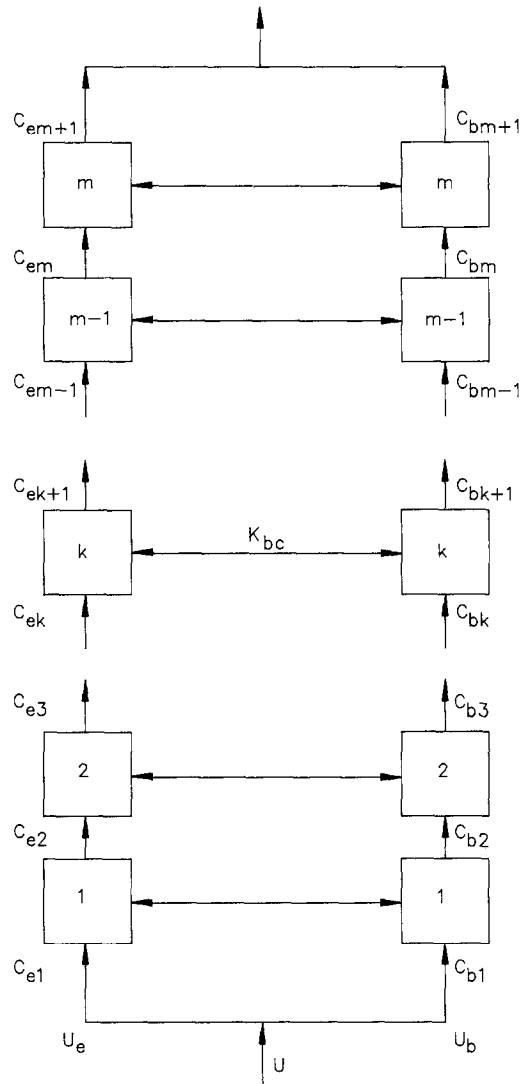 C_em+1 C_bm+1
m m
C_em C_bm
m-1 m-1
C_em-1 C_bm-1
C_ek+1 C_bk+1
K_bc
k k
C_ek C_bk
C_e3 C_b3
2 2
C_e2 C_b2
1 1
C_e1 C_b1
U_e U_b
U